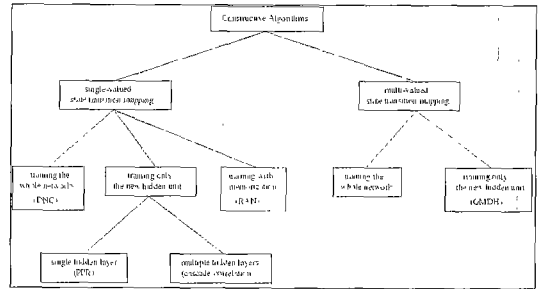 Constructive Algorithms
single-valued
state transition mapping
multi-valued
state transition mapping
training the
whole network
(DNC)
training only
the new hidden unit
training with
memorization
(RAN)
training the
whole network
training only
the new hidden unit
(GMDH)
single hidden layer
(PPR)
multiple hidden layers
(cascade correlation